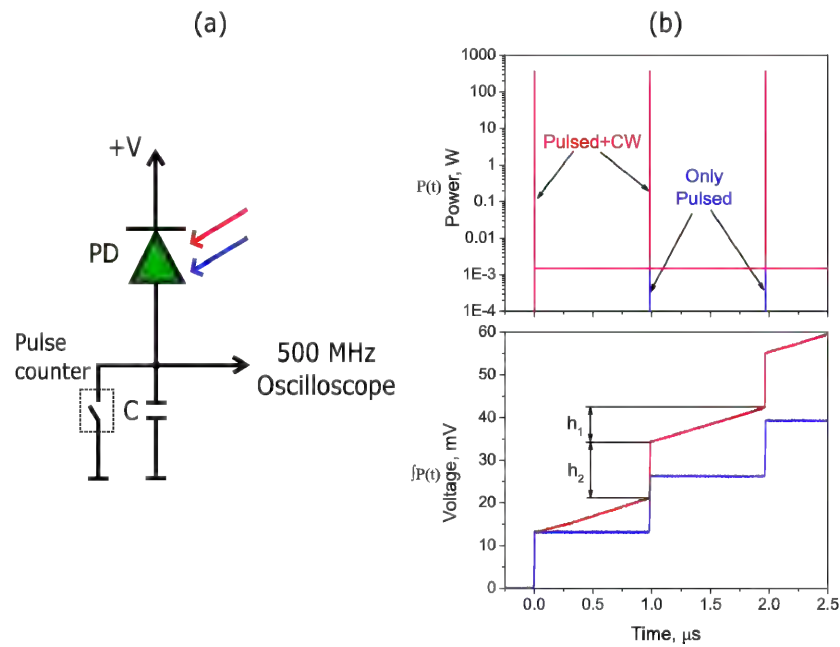 (a)
+V
PD
Pulse
counter
C
500 MHz
Oscilloscope
(b)
1000
100
10
1
0.1
0.01
1E-3
1E-4
P(t)
Power, W
Pulsed+CW
Only
Pulsed
60
50
40
30
20
10
0
∫P(t)
Voltage, mV
h₁
h₂
0.0 0.5 1.0 1.5 2.0 2.5
Time, μs